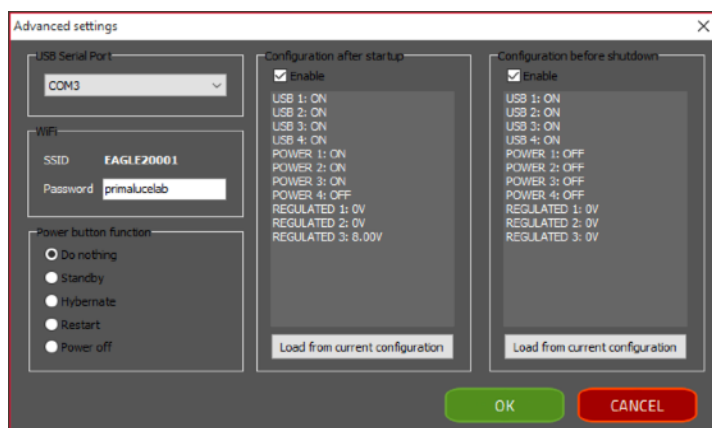 Advanced settings
USB Serial Port
COM3
WiFi
SSID EAGLE20001
Password primalucelab
Power button function
Do nothing
Standby
Hybernate
Restart
Power off
Configuration after startup
Enable
USB 1: ON
USB 2: ON
USB 3: ON
USB 4: ON
POWER 1: ON
POWER 2: ON
POWER 3: ON
POWER 4: OFF
REGULATED 1: 0V
REGULATED 2: 0V
REGULATED 3: 8.00V
Load from current configuration
Configuration before shutdown
Enable
USB 1: ON
USB 2: ON
USB 3: ON
USB 4: ON
POWER 1: OFF
POWER 2: OFF
POWER 3: OFF
POWER 4: OFF
REGULATED 1: 0V
REGULATED 2: 0V
REGULATED 3: 0V
Load from current configuration
OK
CANCEL